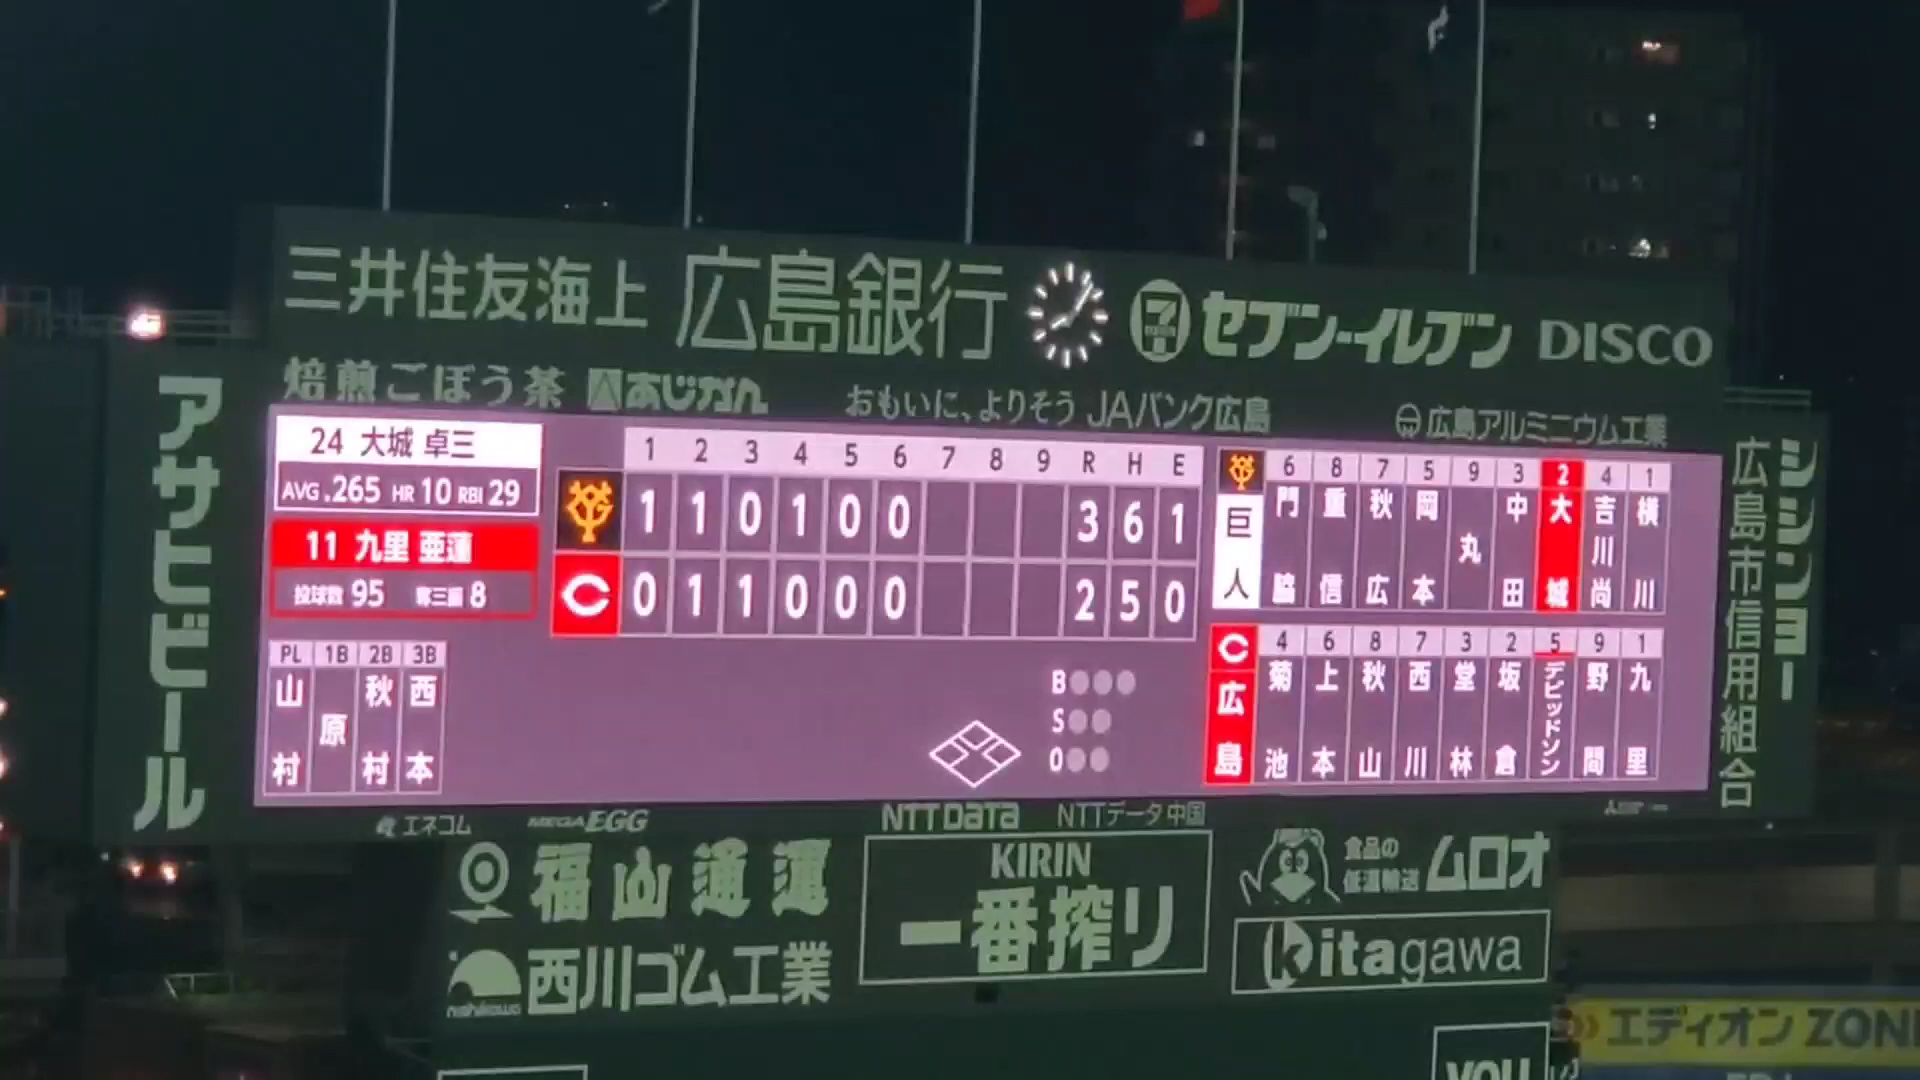 三井住友海上 広島銀行 7 セブン-イレブン DISCO
焙煎ごぼう茶 あじかん おもいに、よりそう JAバンク広島 広島アルミニウム工業
アサヒビール
24 大城 卓三
AVG .265 HR 10 RBI 29
11 九里 亜蓮
投球数 95 奪三振 8
1 2 3 4 5 6 7 8 9 R H E
1 1 0 1 0 0 3 6 1
C 0 1 1 0 0 0 2 5 0
PL 1B 2B 3B
山村 原 秋村 西本
B
S
O
6 8 7 5 9 3 2 4 1
巨人 門脇 重信 秋広 岡本 丸 中田 大城 吉川尚 横川
C 4 6 8 7 3 2 5 9 1
広島 菊池 上本 秋山 西川 堂林 坂倉 デビッドソン 野間 九里
シシンヨー
広島市信用組合
エネコム MEGA EGG NTT DATA NTTデータ中国
福山通運
KIRIN
一番搾り
食品の
低温輸送 ムロオ
nishikawa 西川ゴム工業
kitagawa
エディオン ZON
YOU